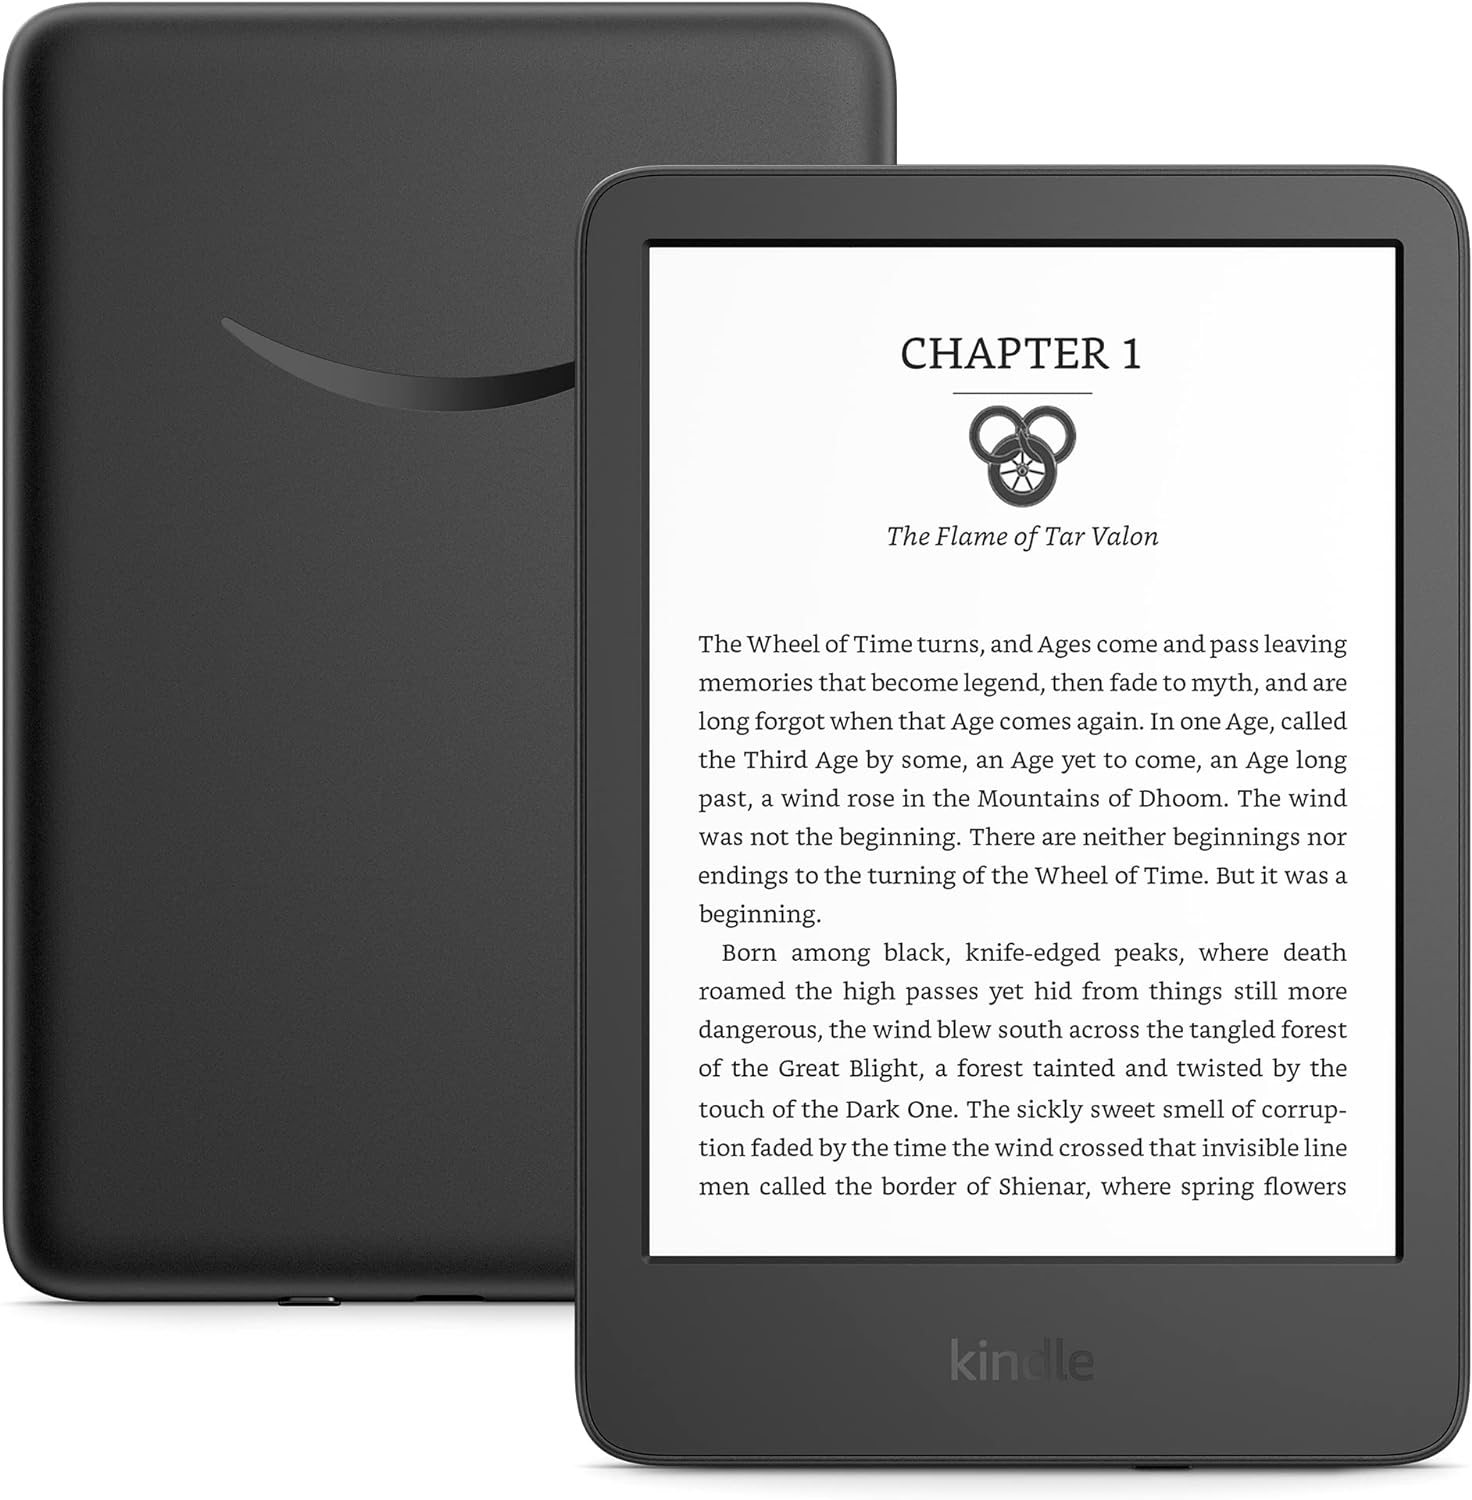 CHAPTER 1
The Flame of Tar Valon
The Wheel of Time turns, and Ages come and pass leaving
memories that become legend, then fade to myth, and are
long forgot when that Age comes again. In one Age, called
the Third Age by some, an Age yet to come, an Age long
past, a wind rose in the Mountains of Dhoom. The wind
was not the beginning. There are neither beginnings nor
endings to the turning of the Wheel of Time. But it was a
beginning.
Born among black, knife-edged peaks, where death
roamed the high passes yet hid from things still more
dangerous, the wind blew south across the tangled forest
of the Great Blight, a forest tainted and twisted by the
touch of the Dark One. The sickly sweet smell of corrup-
tion faded by the time the wind crossed that invisible line
men called the border of Shienar, where spring flowers
kindle